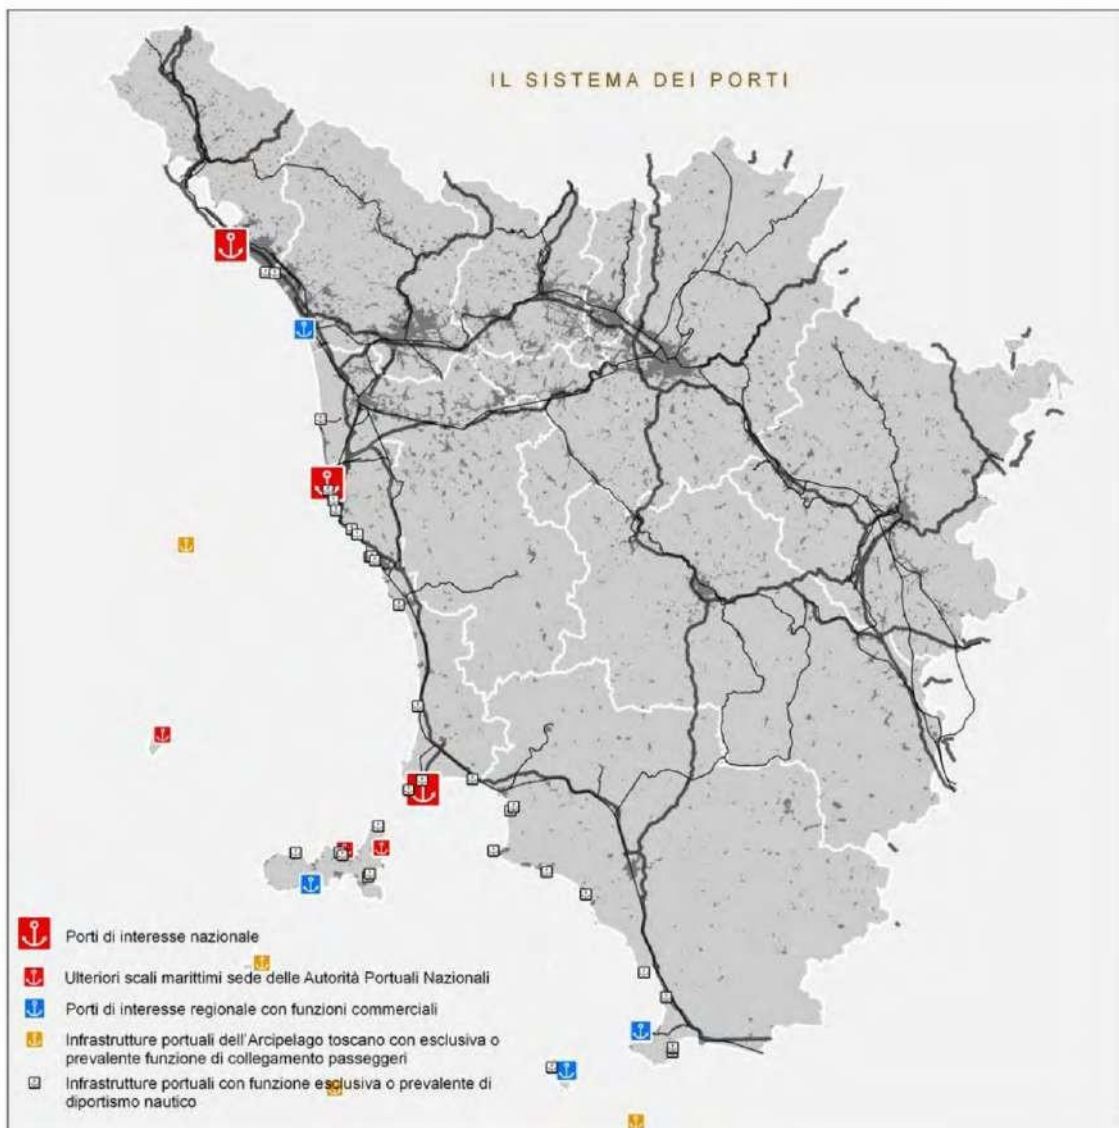 IL SISTEMA DEI PORTI
Porti di interesse nazionale
Ulteriori scali marittimi sede delle Autorità Portuali Nazionali
Porti di interesse regionale con funzioni commerciali
Infrastrutture portuali dell'Arcipelago toscano con esclusiva o
prevalente funzione di collegamento passeggeri
Infrastrutture portuali con funzione esclusiva o prevalente di
diportismo nautico